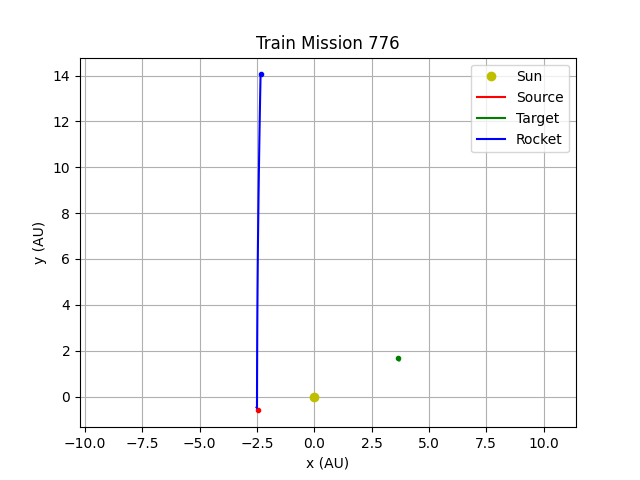 Train Mission 776
Sun
Source
Target
Rocket
y (AU)
14
12
10
8
6
4
2
0
−10.0 −7.5 −5.0 −2.5 0.0 2.5 5.0 7.5 10.0
x (AU)